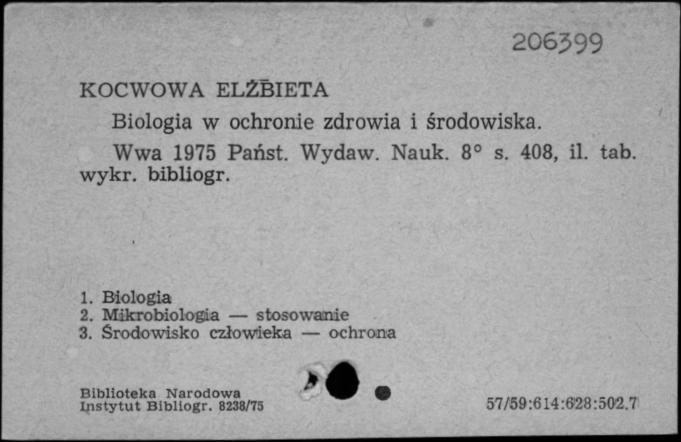 206399
KOCWOWA ELŻBIETA
Biologia w ochronie zdrowia i środowiska.
Wwa 1975 Państ. Wydaw. Nauk. 8° s. 408, il. tab.
wykr. bibliogr.
1. Biologia
2. Mikrobiologia — stosowanie
3. Środowisko człowieka — ochrona
Biblioteka Narodowa
Instytut Bibliogr. 8238/75
57/59:614:628:502.7